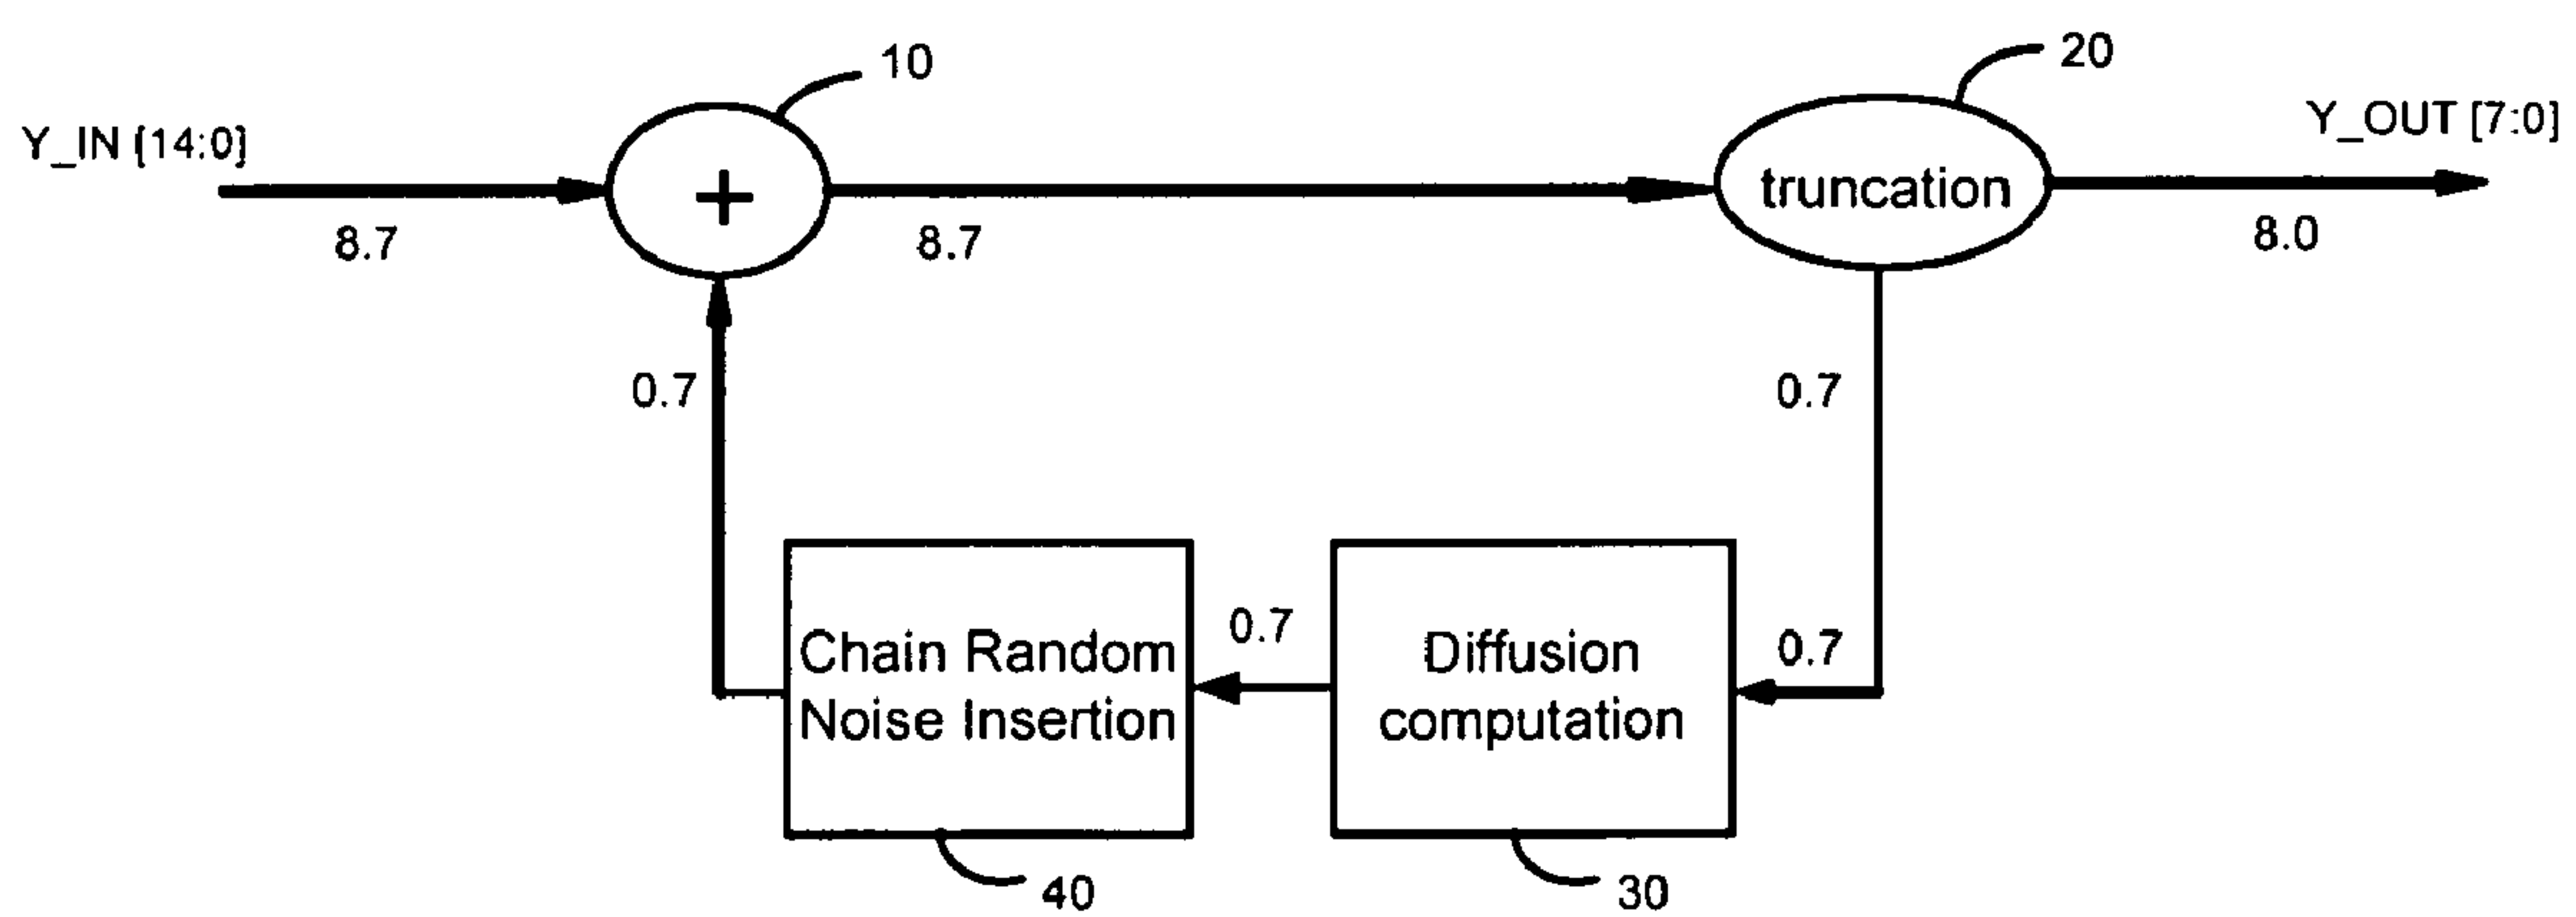 10
20
Y_IN [14:0]
Y_OUT [7:0]
+
truncation
8.7
8.7
8.0
0.7
0.7
0.7
0.7
Chain Random
Noise Insertion
Diffusion
computation
40
30